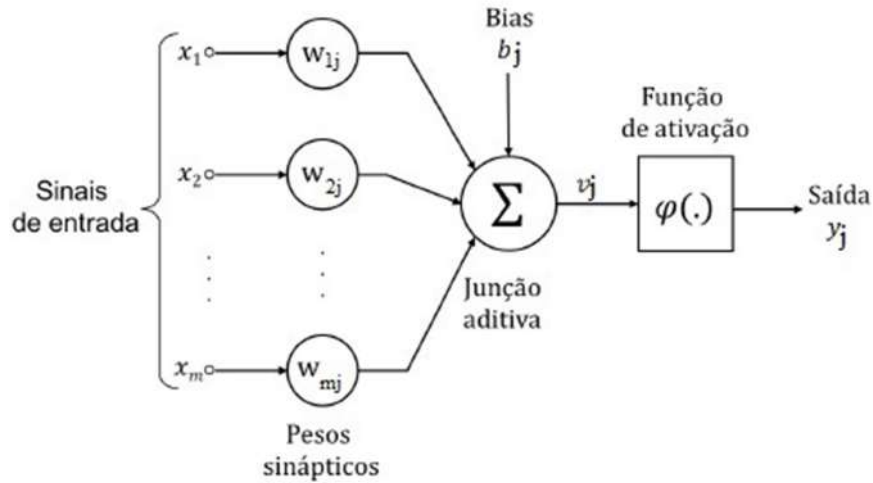 Bias
bj
Função
de ativação
x1
w1j
x2
w2j
Sinais
de entrada
Σ
vj
φ(.)
Saída
yj
. . .
. . .
Junção
aditiva
xm
wmj
Pesos
sinápticos